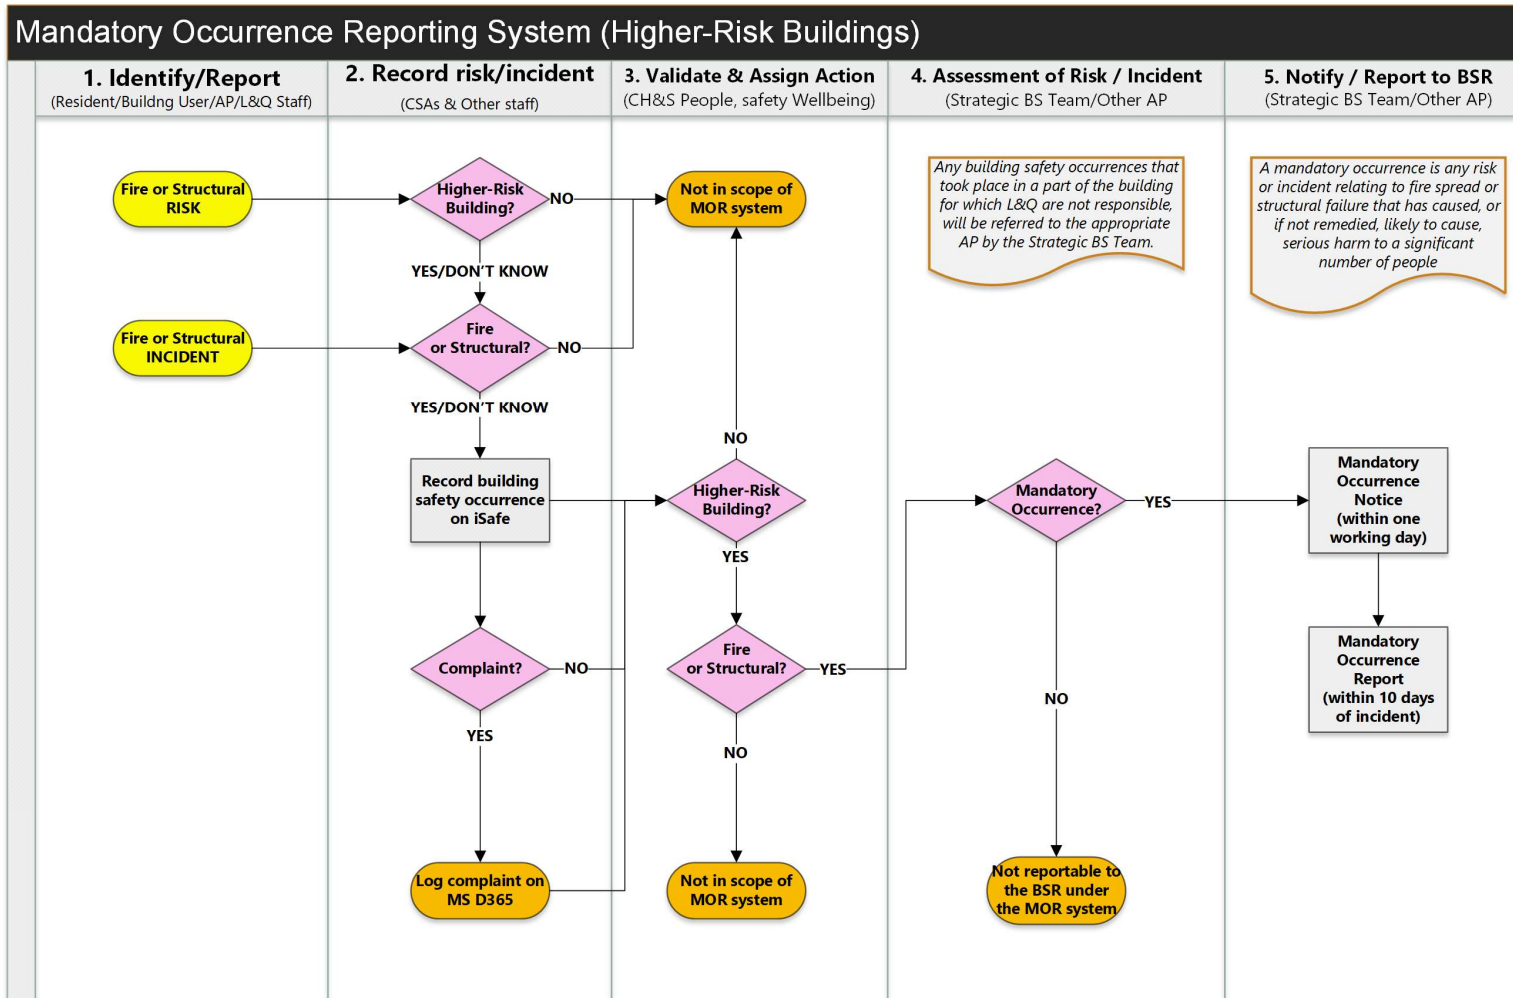 Mandatory Occurrence Reporting System (Higher-Risk Buildings)
1. Identify/Report
(Resident/Buildng User/AP/L&Q Staff)
2. Record risk/incident
(CSAs & Other staff)
3. Validate & Assign Action
(CH&S People, safety Wellbeing)
4. Assessment of Risk / Incident
(Strategic BS Team/Other AP
5. Notify / Report to BSR
(Strategic BS Team/Other AP)
Fire or Structural
RISK
Fire or Structural
INCIDENT
Higher-Risk
Building?
NO
YES/DON'T KNOW
Fire
or Structural?
NO
YES/DON'T KNOW
Record building
safety occurrence
on iSafe
Complaint?
NO
YES
Log complaint on
MS D365
Not in scope of
MOR system
NO
Higher-Risk
Building?
YES
Fire
or Structural?
YES
NO
Not in scope of
MOR system
Any building safety occurrences that
took place in a part of the building
for which L&Q are not responsible,
will be referred to the appropriate
AP by the Strategic BS Team.
Mandatory
Occurrence?
YES
NO
Not reportable to
the BSR under
the MOR system
A mandatory occurrence is any risk
or incident relating to fire spread or
structural failure that has caused, or
if not remedied, likely to cause,
serious harm to a significant
number of people
Mandatory
Occurrence
Notice
(within one
working day)
Mandatory
Occurrence
Report
(within 10 days
of incident)